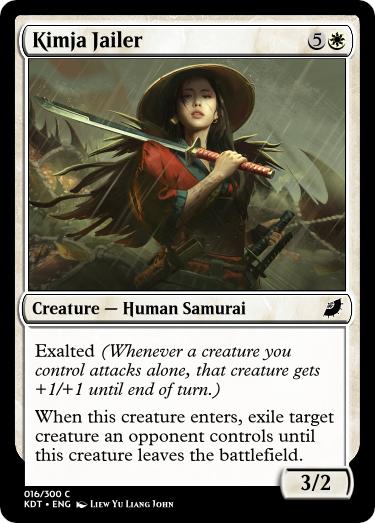 Kimja Jailer 5
Creature — Human Samurai
Exalted (Whenever a creature you
control attacks alone, that creature gets
+1/+1 until end of turn.)
When this creature enters, exile target
creature an opponent controls until
this creature leaves the battlefield.
3/2
016/300 C
KDT • ENG Liew Yu Liang John